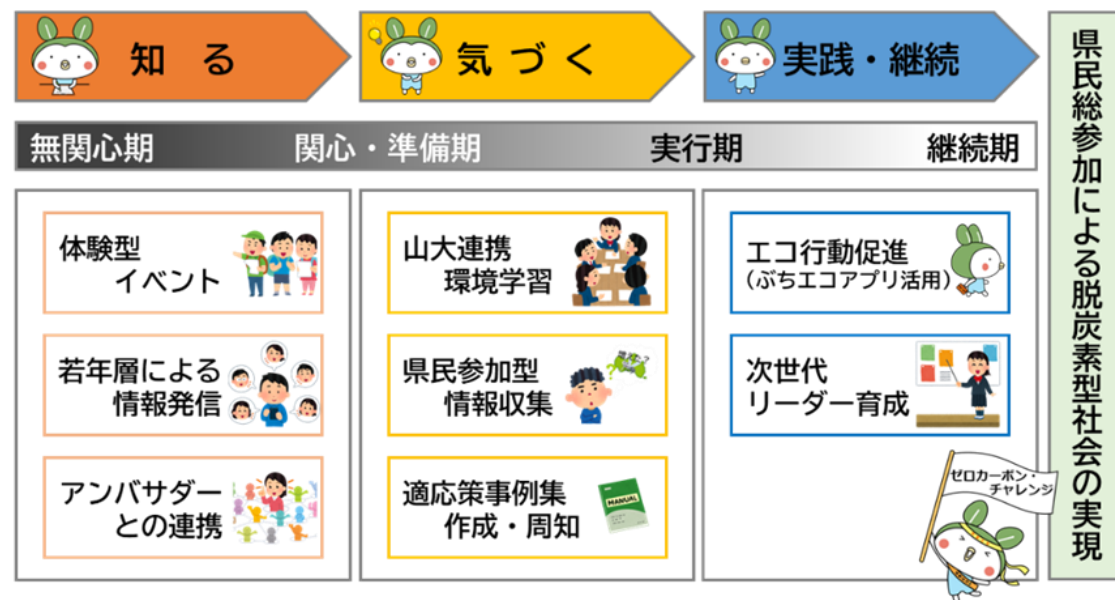 知る
気づく
実践・継続
無関心期
関心・準備期
実行期
継続期
体験型
イベント
若年層による
情報発信
アンバサダー
との連携
山大連携
環境学習
県民参加型
情報収集
適応策事例集
作成・周知
MANUAL
エコ行動促進
(ぶちエコアプリ活用)
次世代
リーダー育成
ゼロカーボン・
チャレンジ
県民総参加による脱炭素型社会の実現